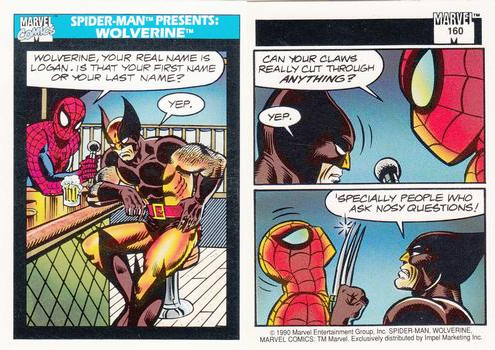 MARVEL
COMICS
SPIDER-MAN™ PRESENTS:
WOLVERINE™
WOLVERINE, YOUR REAL NAME IS
LOGAN. IS THAT YOUR FIRST NAME
OR YOUR LAST NAME?
YEP.
MARVEL™
160
CAN YOUR CLAWS
REALLY CUT THROUGH
ANYTHING?
YEP.
'SPECIALLY PEOPLE WHO
ASK NOSY QUESTIONS!
© 1990 Marvel Entertainment Group, Inc. SPIDER-MAN, WOLVERINE,
MARVEL COMICS: TM Marvel. Exclusively distributed by Impel Marketing Inc.